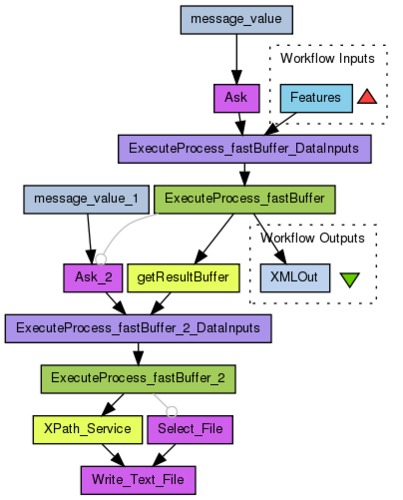 message_value
Workflow Inputs
Ask
Features
ExecuteProcess_fastBuffer_DataInputs
message_value_1
ExecuteProcess_fastBuffer
Workflow Outputs
Ask_2
getResultBuffer
XMLOut
ExecuteProcess_fastBuffer_2_DataInputs
ExecuteProcess_fastBuffer_2
XPath_Service
Select_File
Write_Text_File